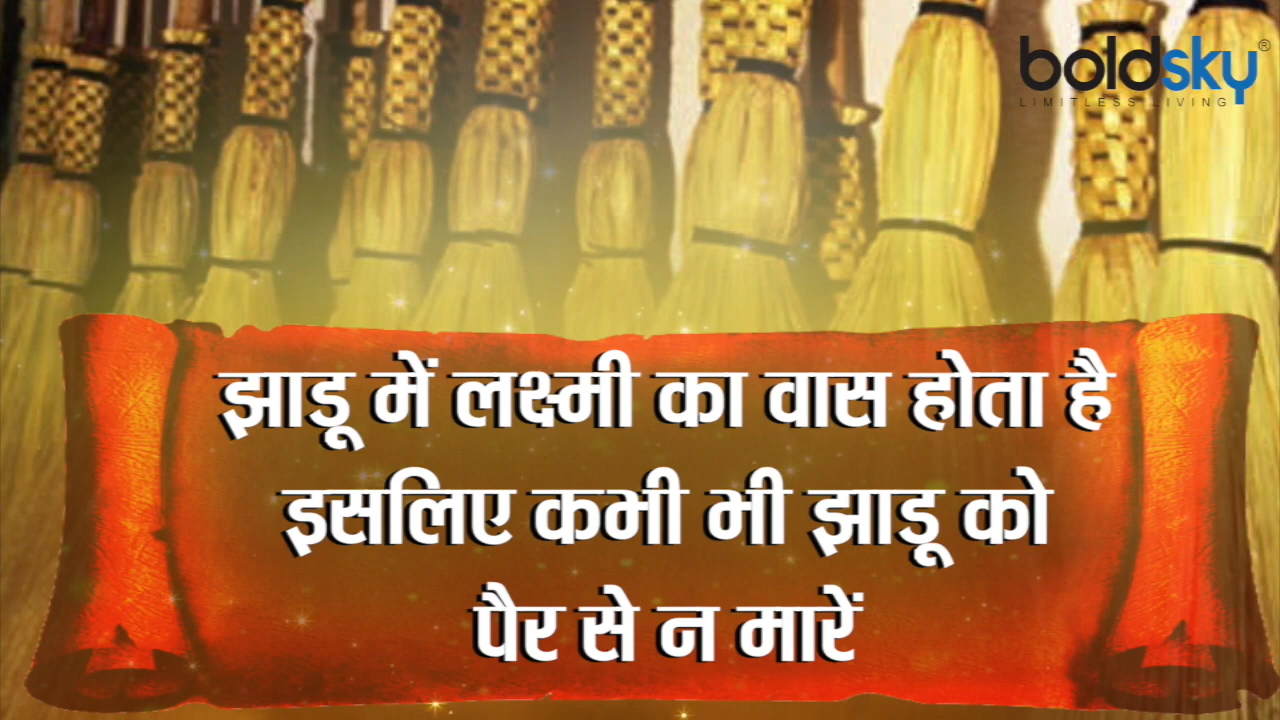 boldsky®
LIMITLESS LIVING
झाडू में लक्ष्मी का वास होता है
इसलिए कभी भी झाडू को
पैर से न मारें